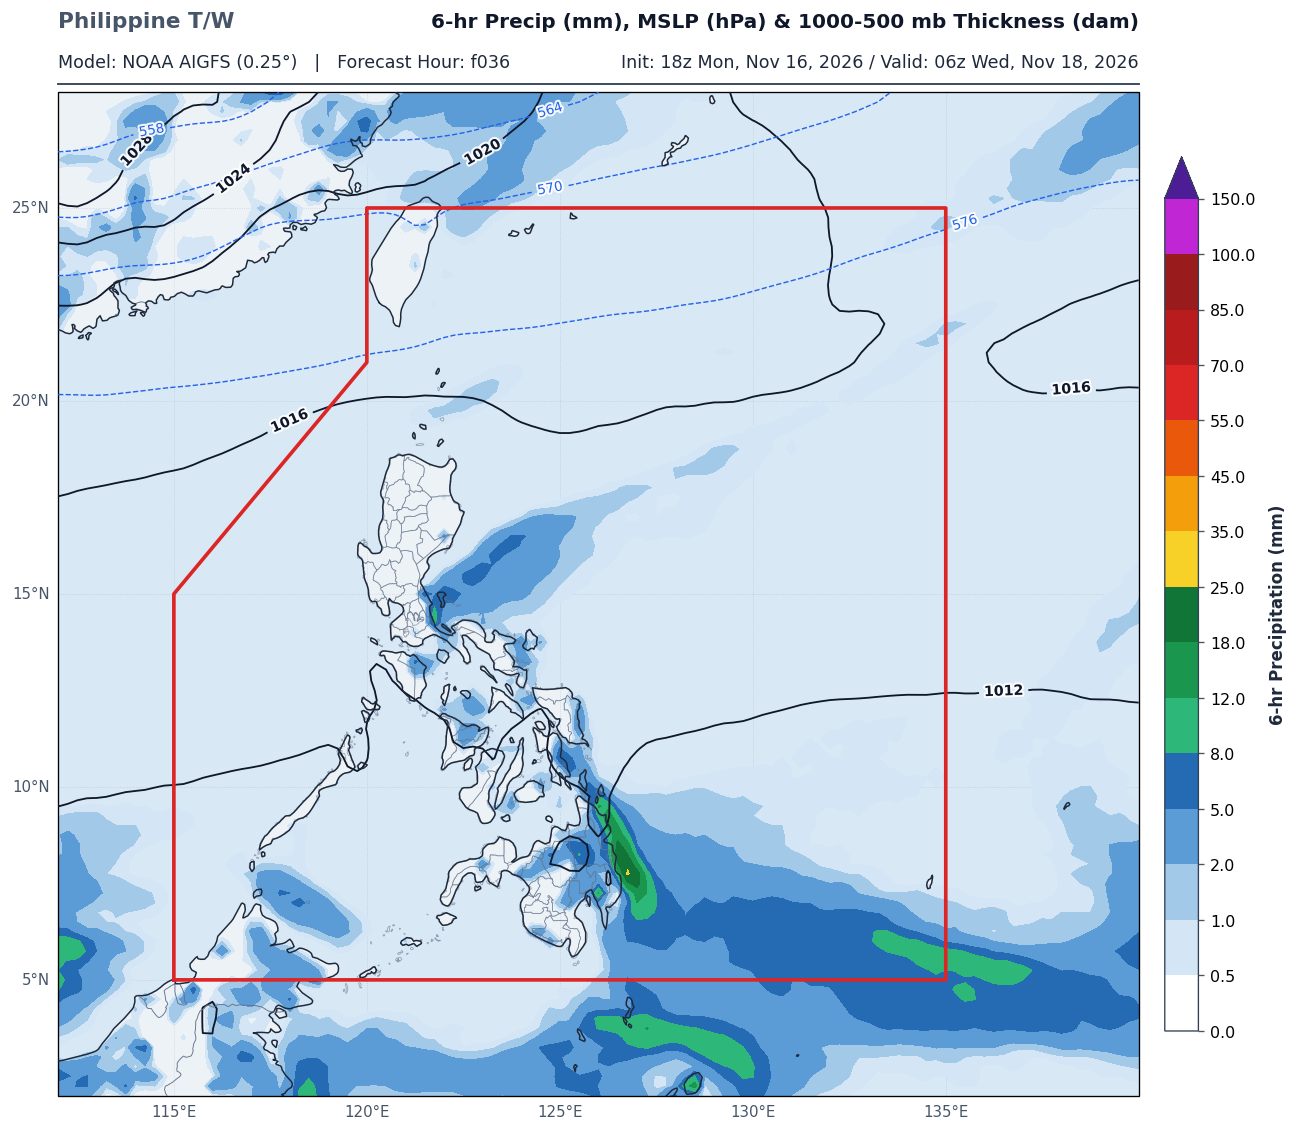 Philippine T/W
6-hr Precip (mm), MSLP (hPa) & 1000-500 mb Thickness (dam)
Model: NOAA AIGFS (0.25°) | Forecast Hour: f036
Init: 18z Mon, Nov 16, 2026 / Valid: 06z Wed, Nov 18, 2026
558
564
1028
1020
1024
570
25°N
576
20°N
1016
1016
15°N
1012
10°N
5°N
115°E
120°E
125°E
130°E
135°E
150.0
100.0
85.0
70.0
55.0
45.0
35.0
25.0
18.0
12.0
8.0
5.0
2.0
1.0
0.5
0.0
6-hr Precipitation (mm)